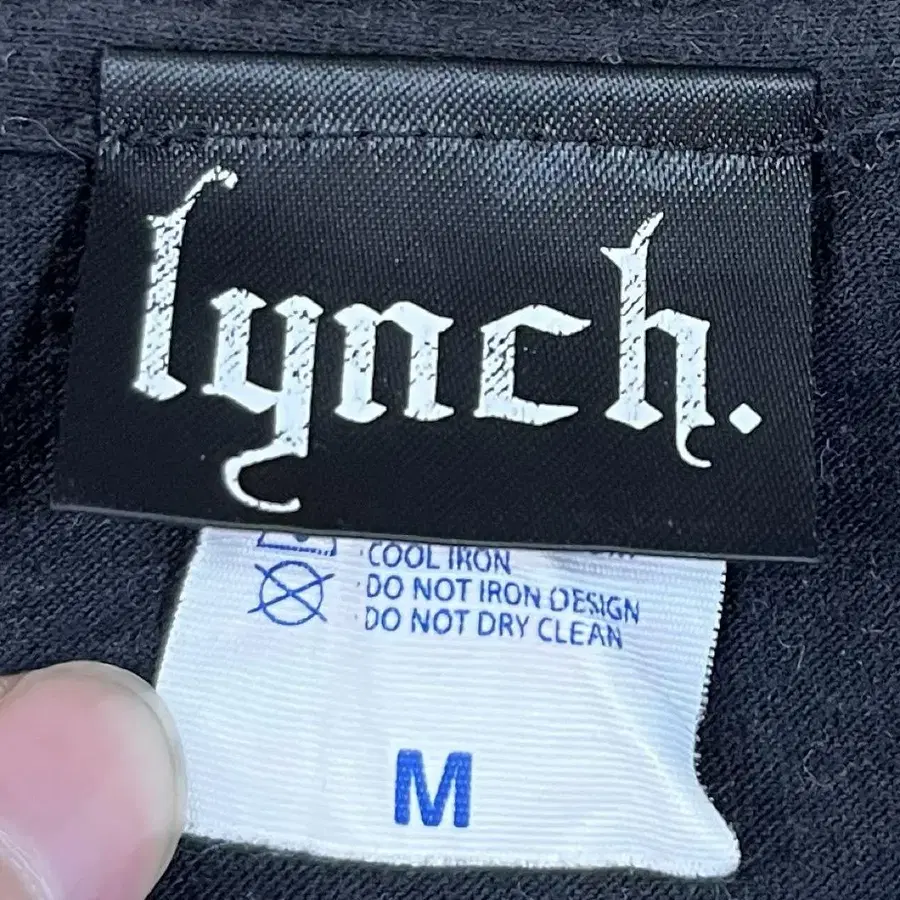 lynch.
COOL IRON
DO NOT IRON DESIGN
DO NOT DRY CLEAN
M